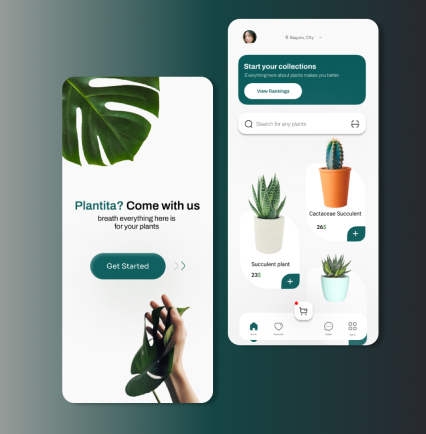 Plantita? Come with us
breath everything here is
for your plants
Get Started
Baguio, City
Start your collections
Everything here about plants makes you better
View Rankings
Search for any plants
Cactaceae Succulent
26$
+
Succulent plant
23$
+